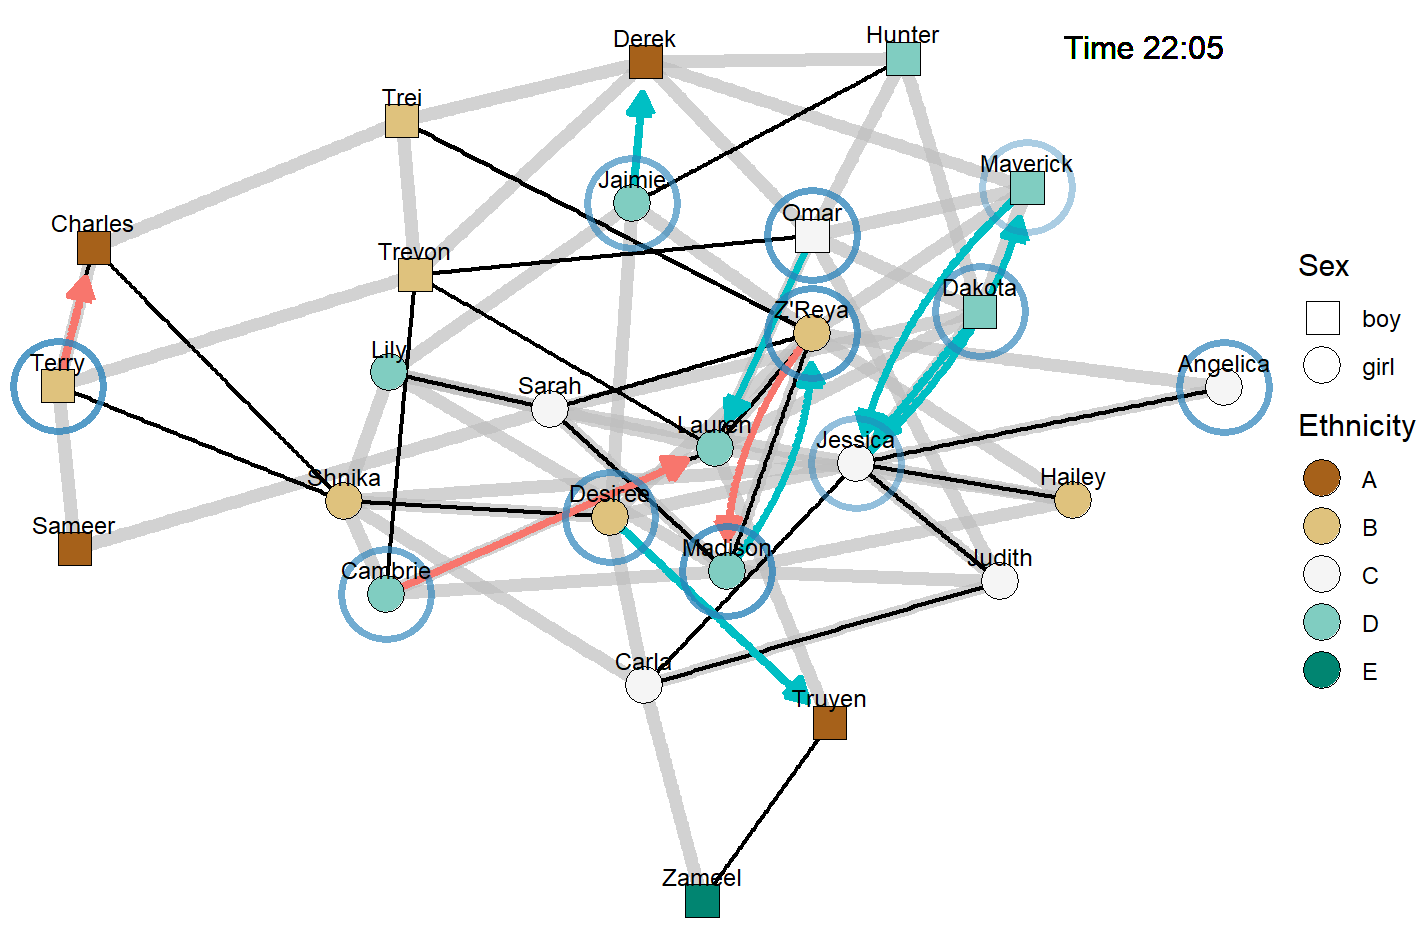 Derek
Hunter
Time 22:05
Trei
Maverick
Jaimie
Omar
Charles
Trevon
Sex
Dakota
Z'Reya
boy
Lily
Terry
Angelica
girl
Sarah
Lauren
Ethnicity
Jessica
Shnika
Hailey
A
Desiree
Sameer
B
Madison
Judith
Cambrie
C
D
Carla
E
Truyen
Zameel